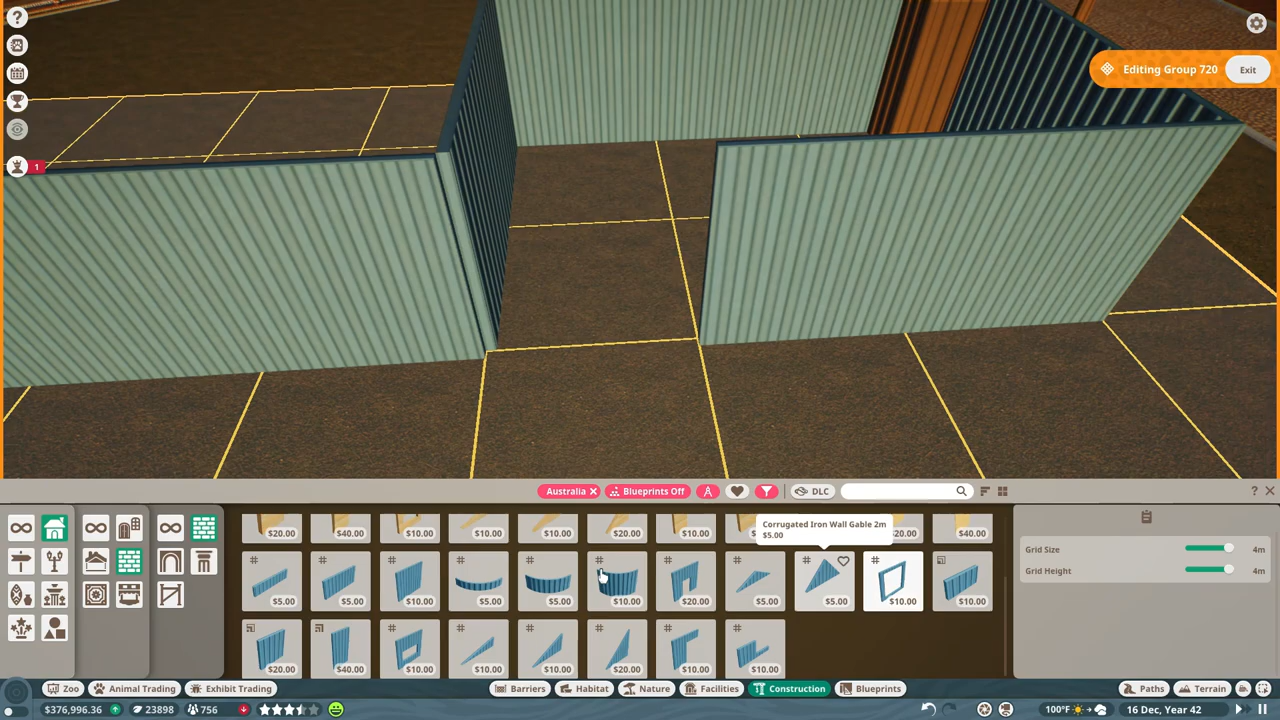 ?
Editing Group 720
Exit
1
Australia ✕
Blueprints Off
DLC
? ✕
Corrugated Iron Wall Gable 2m
$5.00
$20.00
$40.00
$10.00
$10.00
$10.00
$20.00
$10.00
$20.00
$40.00
$5.00
$5.00
$10.00
$5.00
$5.00
$10.00
$20.00
$5.00
$5.00
$10.00
$10.00
$20.00
$40.00
$10.00
$10.00
$10.00
$20.00
$10.00
$10.00
Grid Size
4m
Grid Height
4m
Zoo
Animal Trading
Exhibit Trading
Barriers
Habitat
Nature
Facilities
Construction
Blueprints
Paths
Terrain
$376,996.36
23898
756
100°F
16 Dec, Year 42